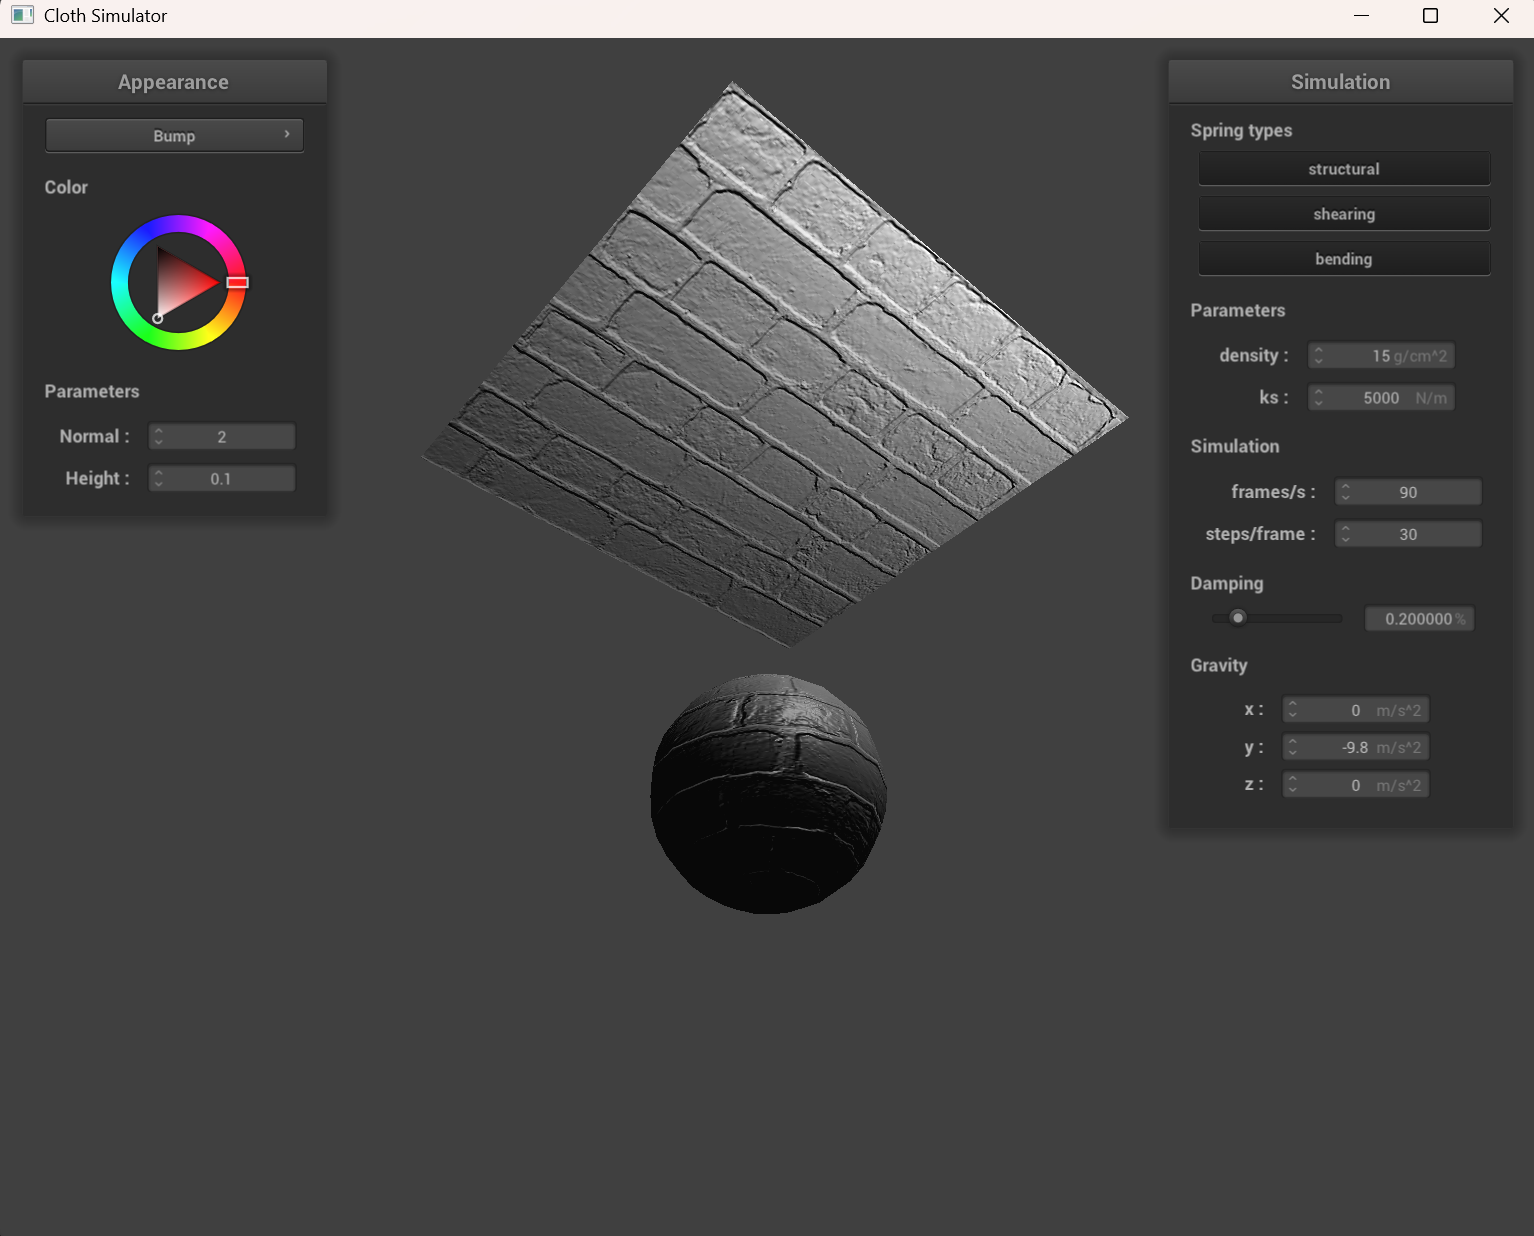 Cloth Simulator
Appearance
Bump
Color
Parameters
Normal : 2
Height : 0.1
Simulation
Spring types
structural
shearing
bending
Parameters
density : 15 g/cm^2
ks : 5000 N/m
Simulation
frames/s : 90
steps/frame : 30
Damping
0.200000 %
Gravity
x : 0 m/s^2
y : -9.8 m/s^2
z : 0 m/s^2